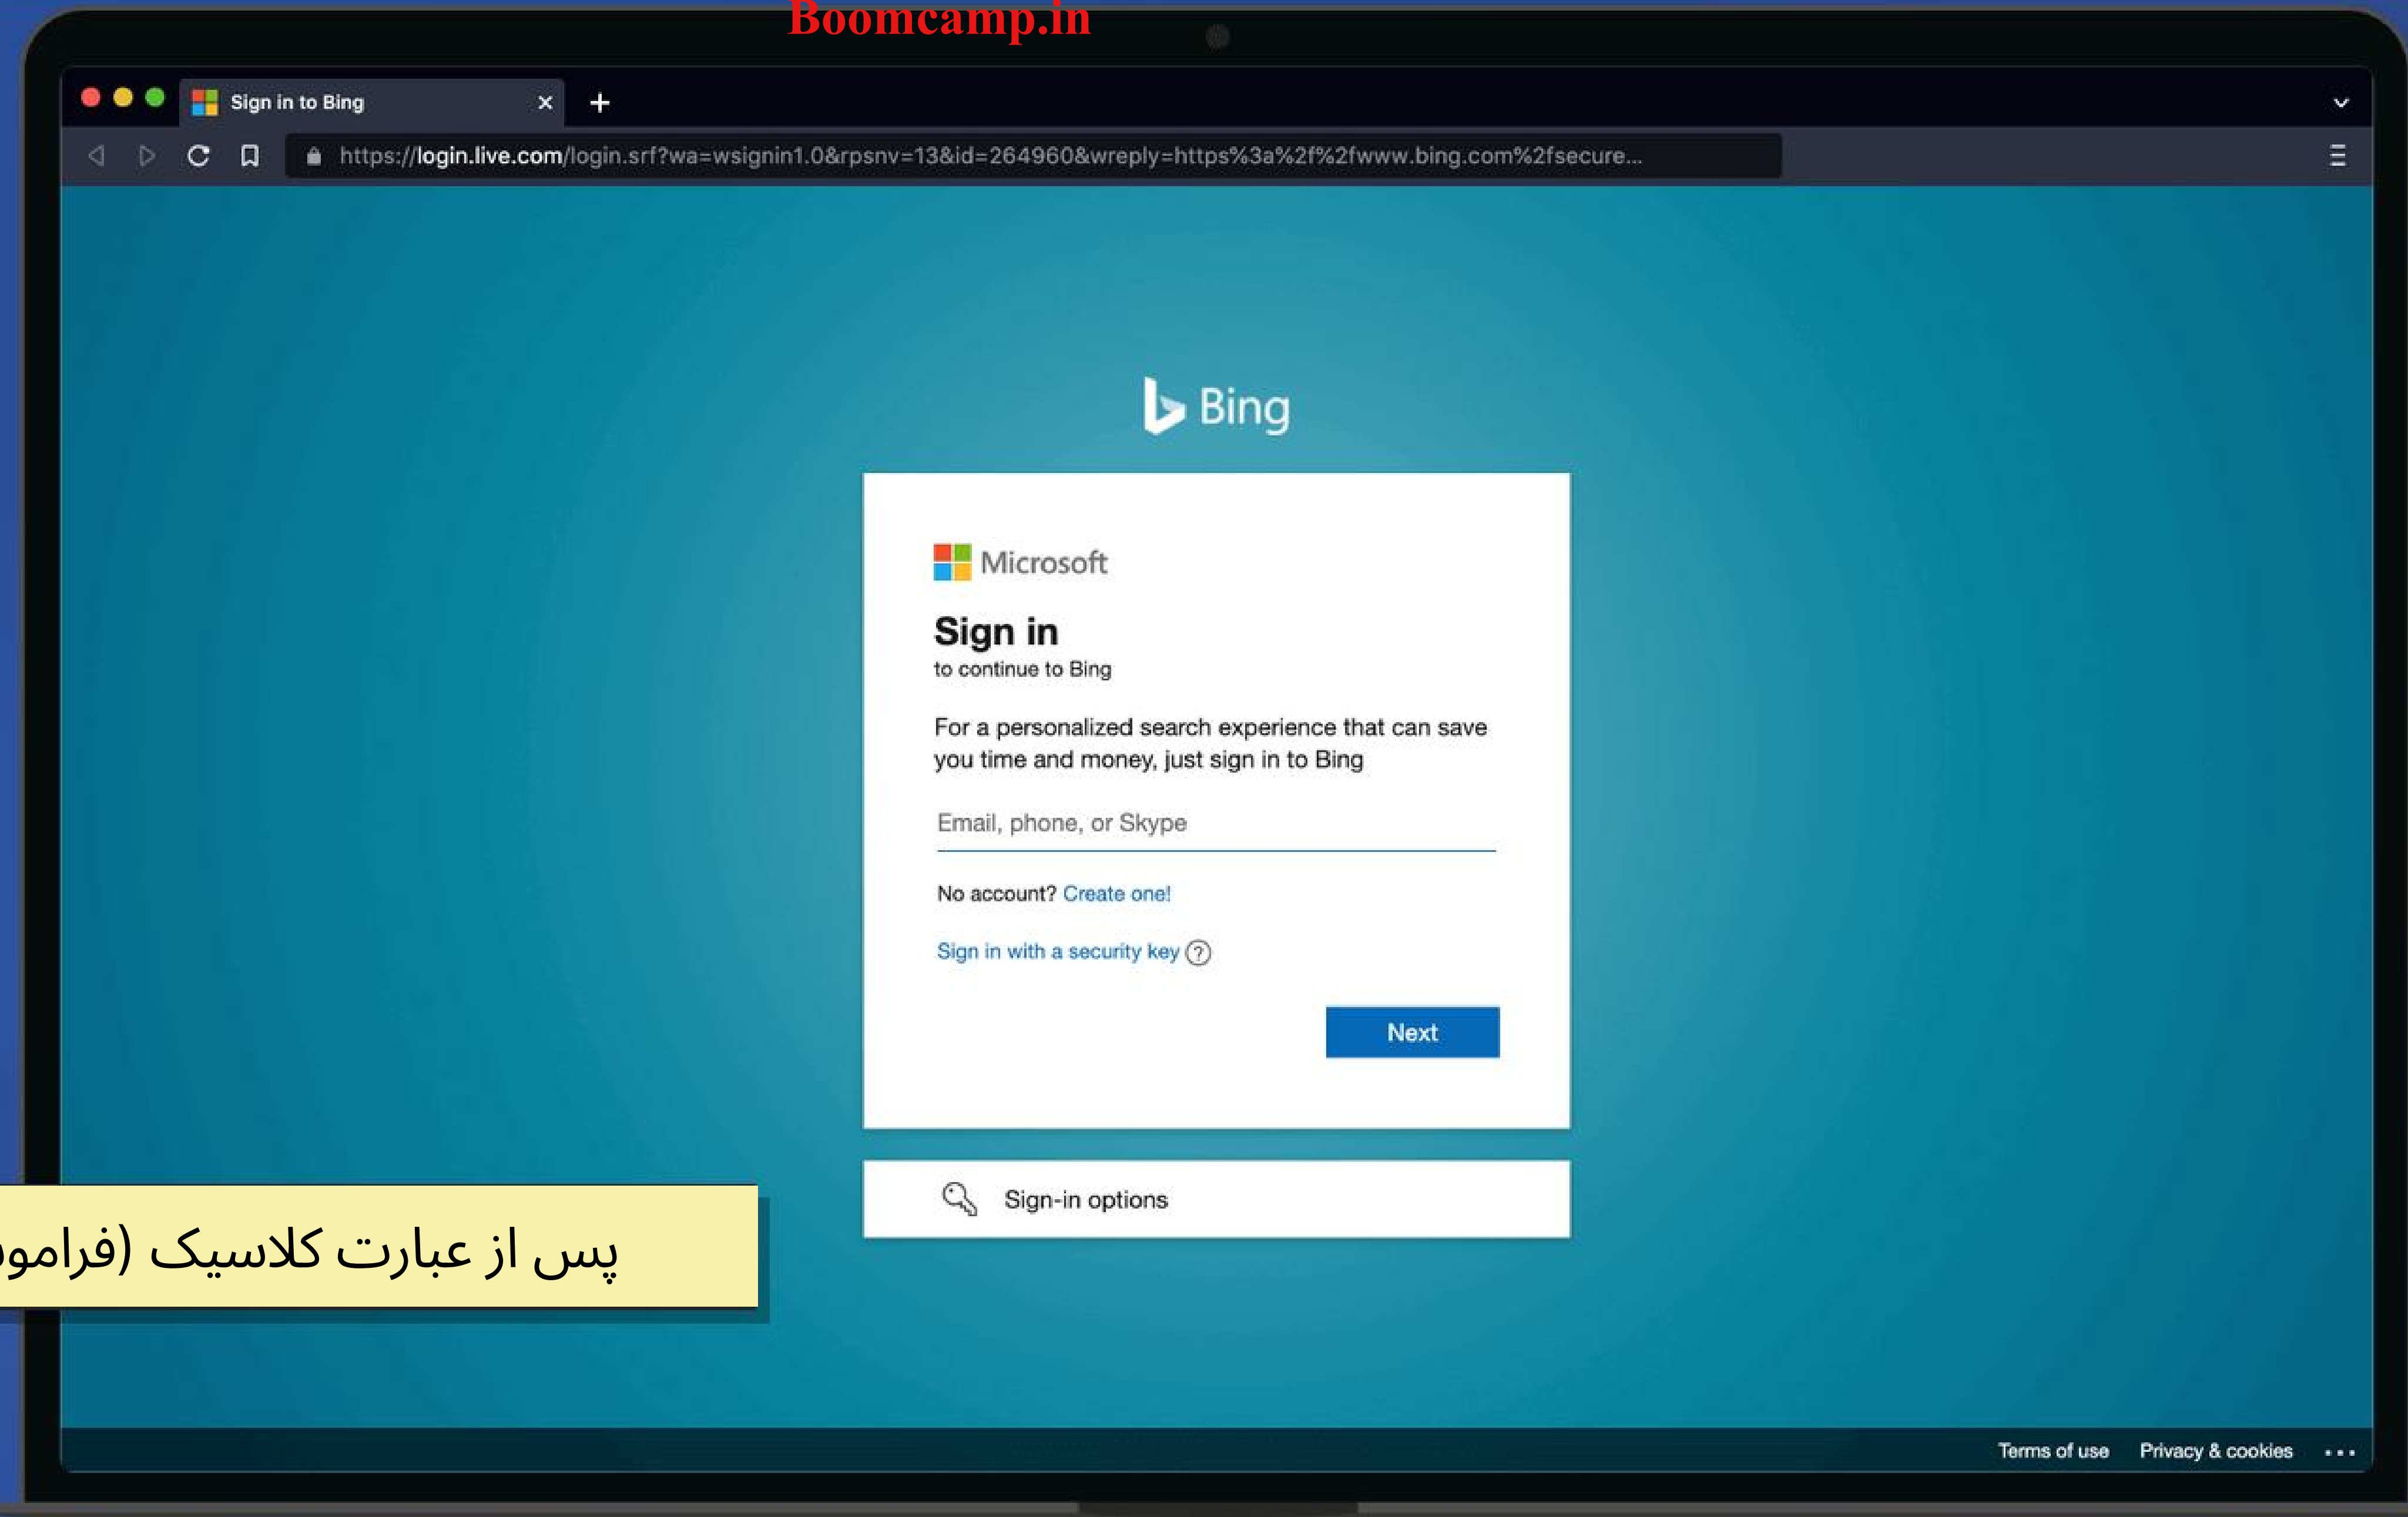 Boomcamp.in
Sign in to Bing
https://login.live.com/login.srf?wa=wsignin1.0&rpsnv=13&id=264960&wreply=https%3a%2f%2fwww.bing.com%2fsecure...
Bing
Microsoft
Sign in
to continue to Bing
For a personalized search experience that can save
you time and money, just sign in to Bing
Email, phone, or Skype
No account? Create one!
Sign in with a security key
Next
Sign-in options
پس از عبارت کلاسیک (
Terms of use Privacy & cookies ...